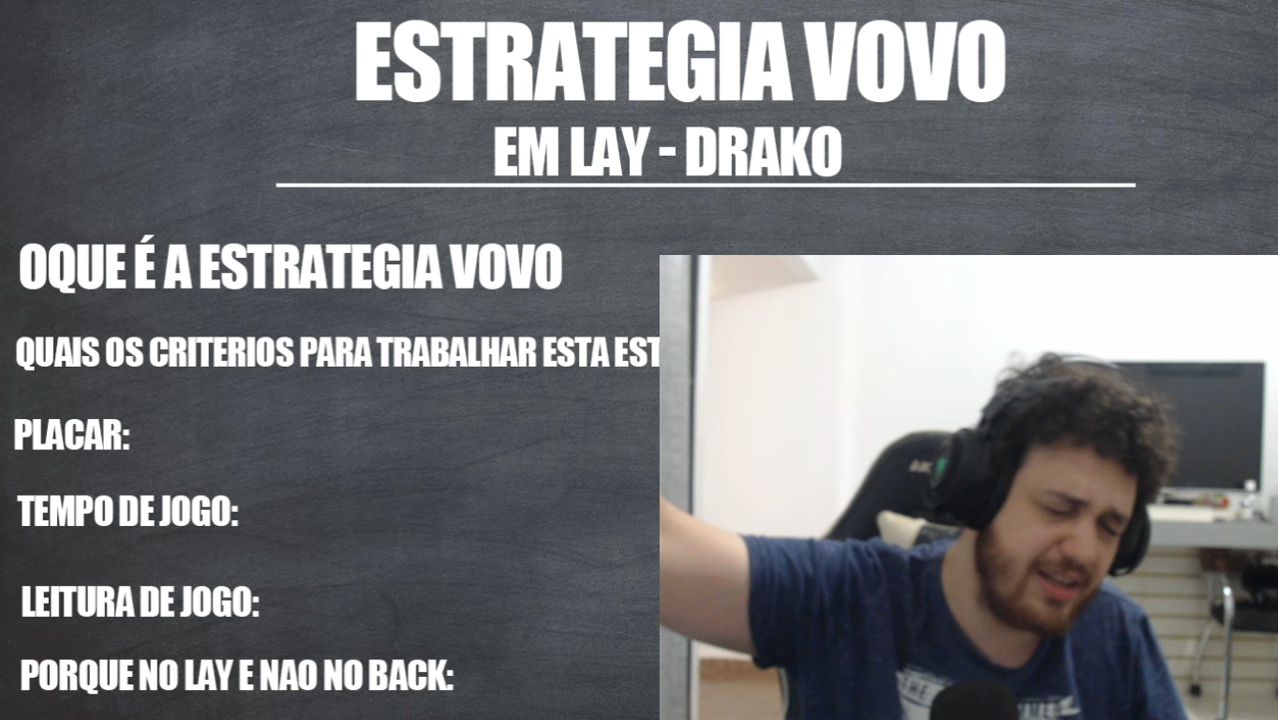 ESTRATEGIA VOVO
EM LAY - DRAKO
OQUE É A ESTRATEGIA VOVO
QUAIS OS CRITERIOS PARA TRABALHAR ESTA EST
PLACAR:
TEMPO DE JOGO:
LEITURA DE JOGO:
PORQUE NO LAY E NAO NO BACK:
THE